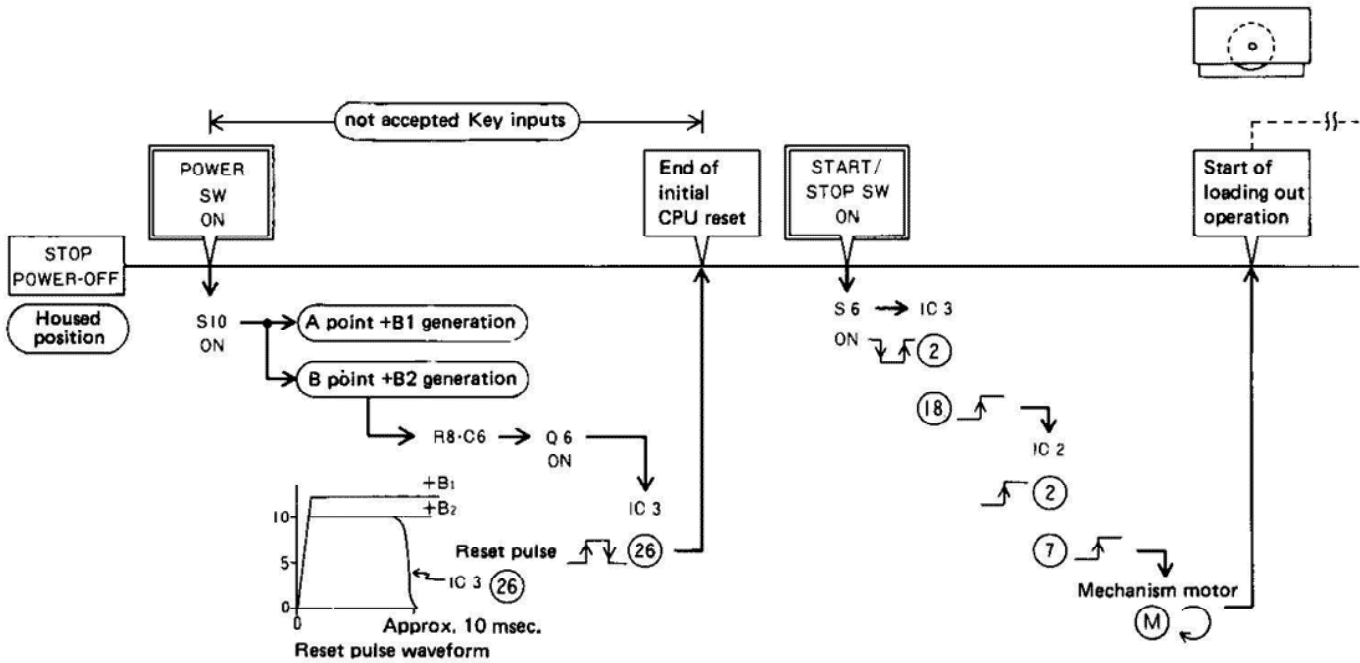 not accepted Key inputs
POWER
SW
ON
End of
initial
CPU reset
START/
STOP SW
ON
Start of
loading out
operation
STOP
POWER-OFF
Housed
position
S10
ON
A point +B1 generation
B point +B2 generation
S6
ON
IC 3
2
18
IC 2
2
7
Mechanism motor
M
R8·C6
Q6
ON
IC 3
Reset pulse
26
+B1
+B2
10
5
0
0
IC 3 26
Approx. 10 msec.
Reset pulse waveform